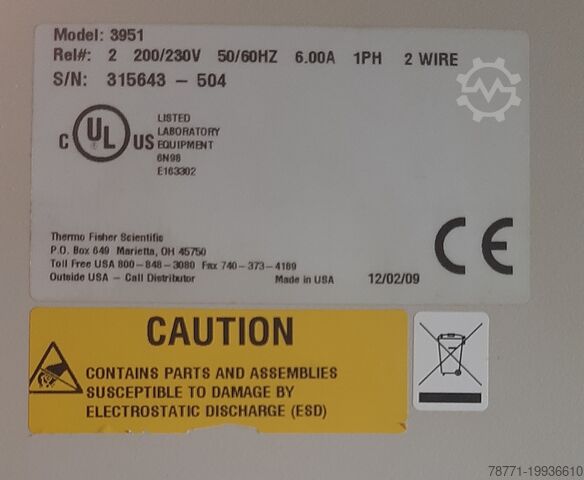 Model: 3951
Rel#: 2 200/230V 50/60HZ 6.00A 1PH 2 WIRE
S/N: 315643 - 504
C UL US
LISTED
LABORATORY
EQUIPMENT
6N98
E163302
Thermo Fisher Scientific
P.O. Box 649 Marietta, OH 45750
Toll Free USA 800-848-3080 Fax 740-373-4189
Outside USA - Call Distributor Made in USA 12/02/09
CE
CAUTION
CONTAINS PARTS AND ASSEMBLIES
SUSCEPTIBLE TO DAMAGE BY
ELECTROSTATIC DISCHARGE (ESD)
78771-19936610